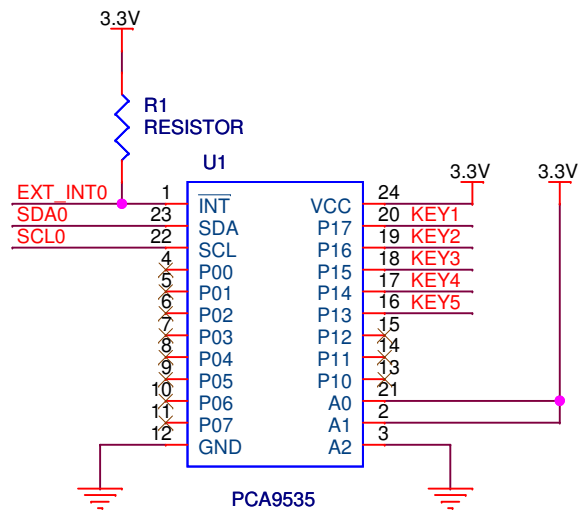 3.3V
R1
RESISTOR
U1
3.3V
3.3V
EXT_INT0 1 INT VCC 24
SDA0 23 SDA P17 20 KEY1
SCL0 22 SCL P16 19 KEY2
4 P00 P15 18 KEY3
5 P01 P14 17 KEY4
6 P02 P13 16 KEY5
7 P03 P12 15
8 P04 P11 14
9 P05 P10 13
10 P06 A0 21
11 P07 A1 2
12 GND A2 3
PCA9535